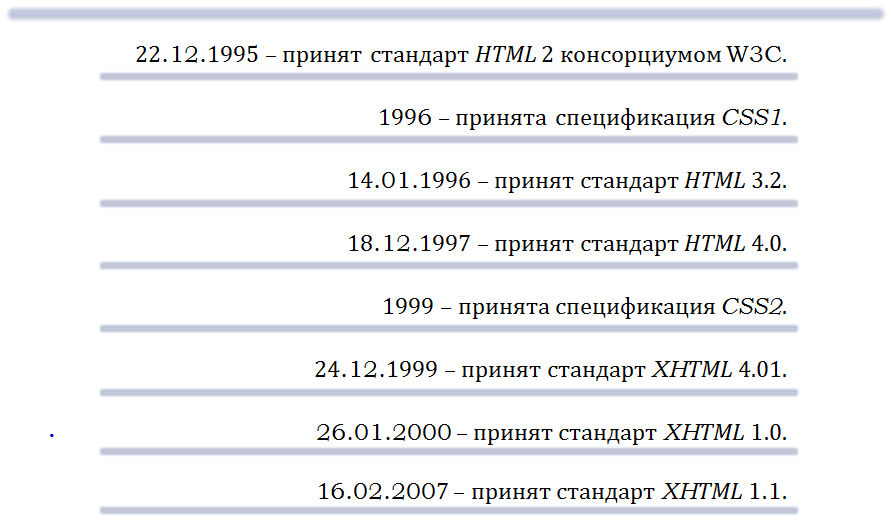 22.12.1995 – принят стандарт HTML 2 консорциумом W3C.
1996 – принята спецификация CSS1.
14.01.1996 – принят стандарт HTML 3.2.
18.12.1997 – принят стандарт HTML 4.0.
1999 – принята спецификация CSS2.
24.12.1999 – принят стандарт XHTML 4.01.
26.01.2000 – принят стандарт XHTML 1.0.
16.02.2007 – принят стандарт XHTML 1.1.